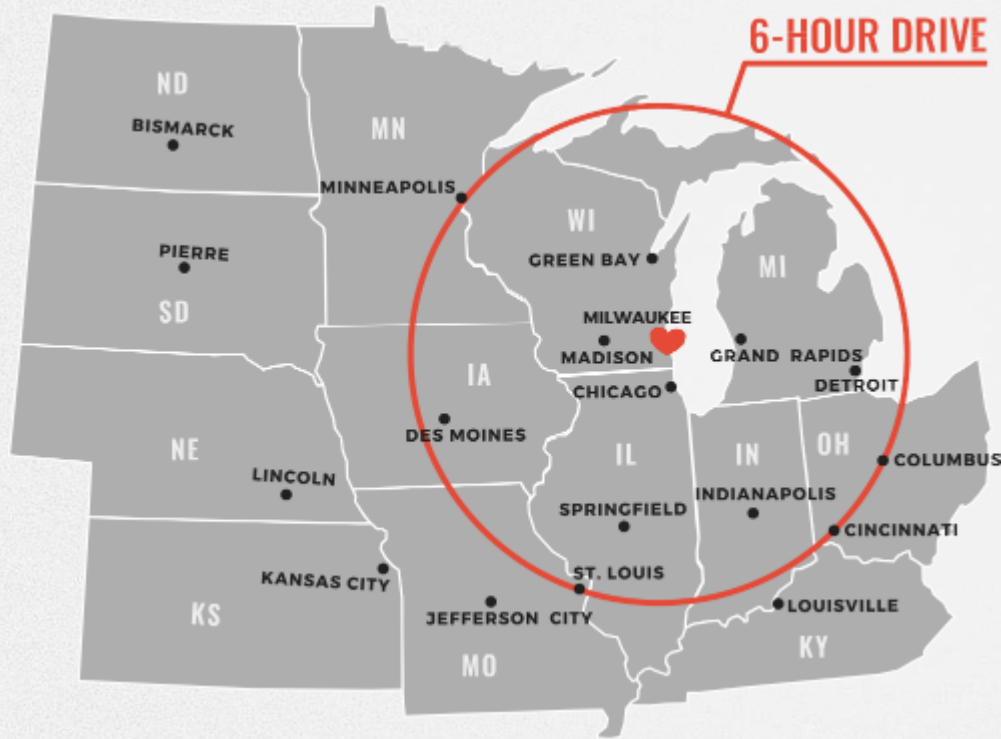 6-HOUR DRIVE
ND
BISMARCK
MN
MINNEAPOLIS
WI
PIERRE
GREEN BAY
MI
SD
MILWAUKEE
MADISON
GRAND RAPIDS
IA
CHICAGO
DETROIT
DES MOINES
NE
IL
IN
OH
COLUMBUS
LINCOLN
INDIANAPOLIS
SPRINGFIELD
CINCINNATI
KANSAS CITY
ST. LOUIS
KS
JEFFERSON CITY
LOUISVILLE
MO
KY